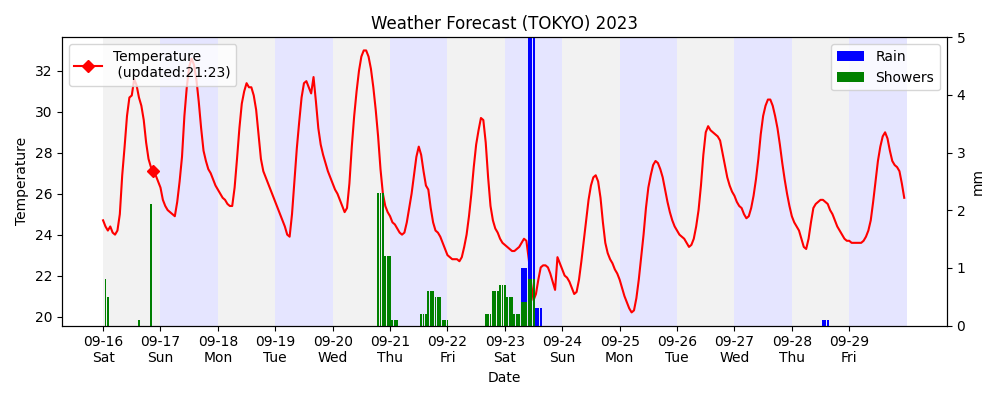 Weather Forecast (TOKYO) 2023
Temperature
(updated:21:23)
Rain
Showers
Temperature
32
30
28
26
24
22
20
5
4
3
2
1
0
mm
09-16 09-17 09-18 09-19 09-20 09-21 09-22 09-23 09-24 09-25 09-26 09-27 09-28 09-29
Sat Sun Mon Tue Wed Thu Fri Sat Sun Mon Tue Wed Thu Fri
Date